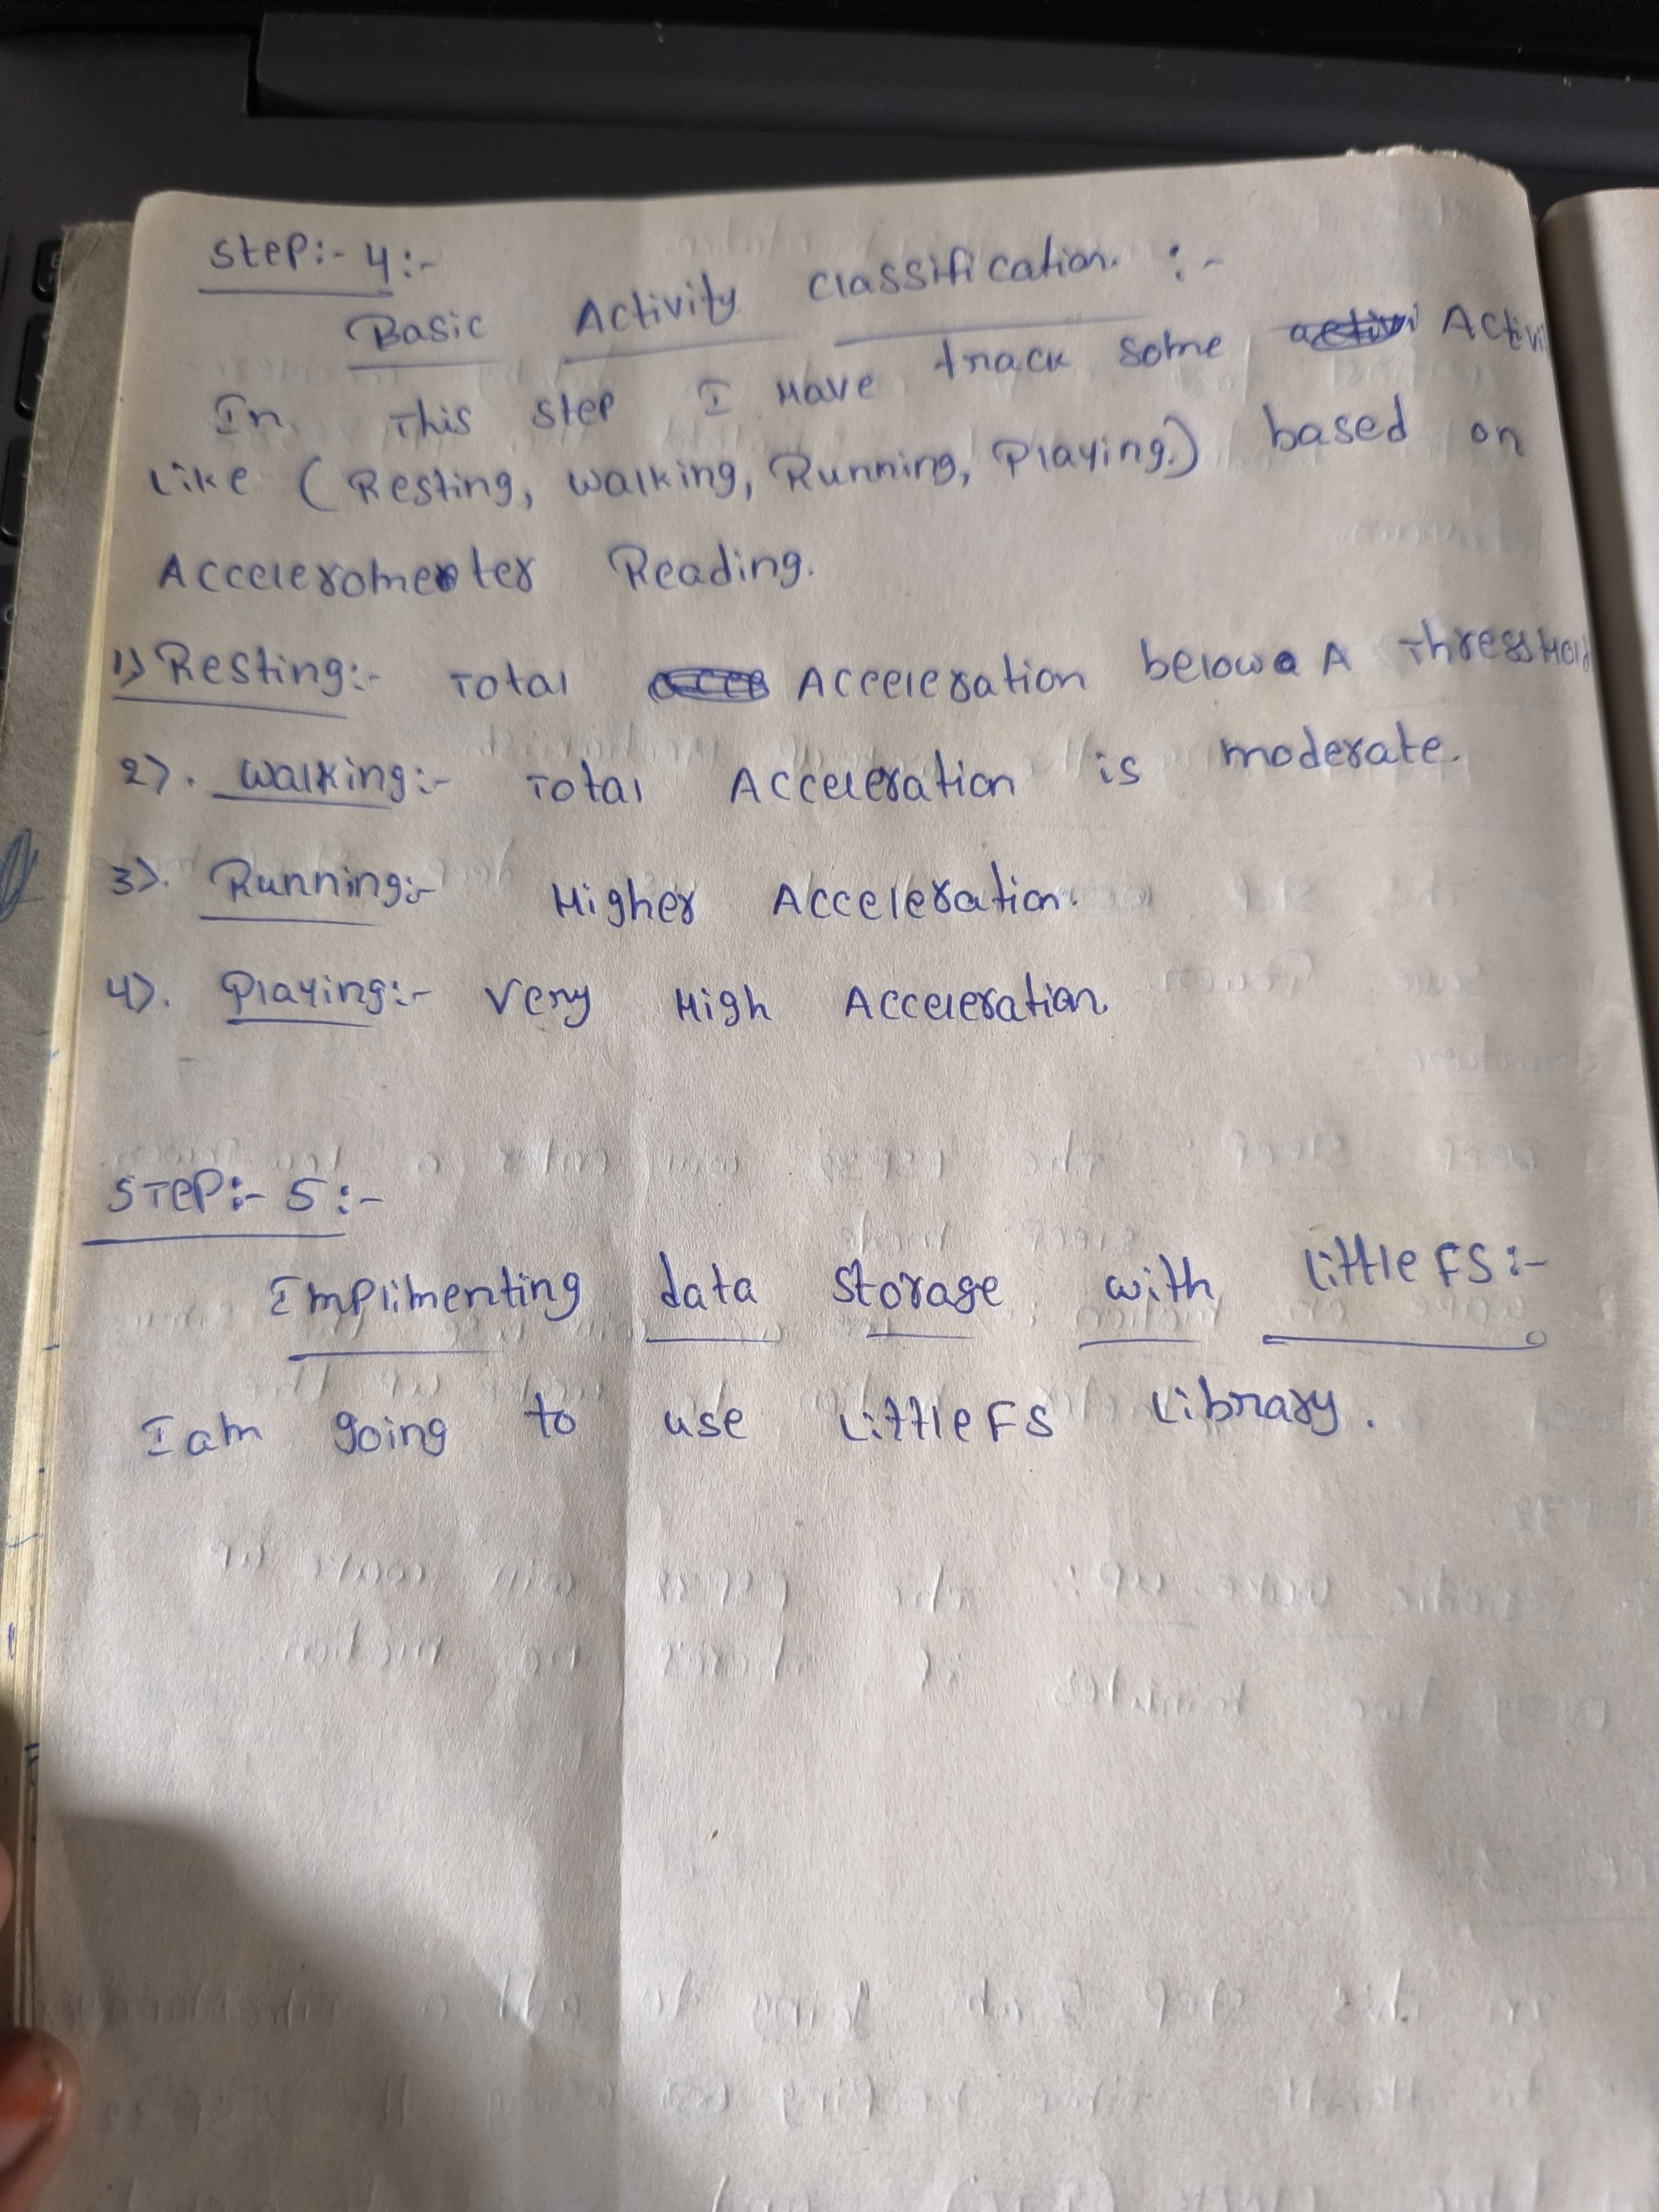 Step:- 4:-
Basic Activity Classification. :-
In This Step I Have track some Activi
Like (Resting, Walking, Running, Playing.) based on
Accelerometer Reading.
1) Resting:- Total Acceleration below A Threshold
2). Walking:- Total Acceleration is moderate.
3). Running:- Higher Acceleration.
4). Playing:- Very High Acceleration.
STEP:- 5:-
Implimenting data Storage with LittleFS:-
I am going to use LittleFS Library.